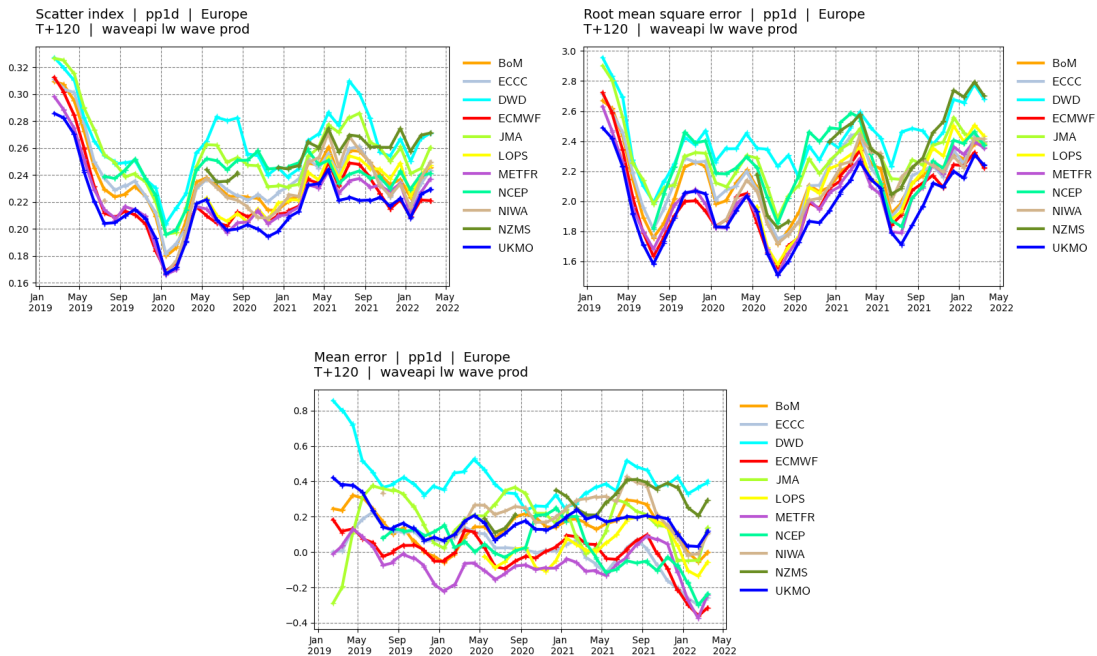 Scatter index | pp1d | Europe
T+120 | waveapi lw wave prod
0.32
0.30
0.28
0.26
0.24
0.22
0.20
0.18
0.16
Jan May Sep Jan May Sep Jan May Sep Jan May
2019 2019 2019 2020 2020 2020 2021 2021 2021 2022 2022
BoM
ECCC
DWD
ECMWF
JMA
LOPS
METFR
NCEP
NIWA
NZMS
UKMO
Root mean square error | pp1d | Europe
T+120 | waveapi lw wave prod
3.0
2.8
2.6
2.4
2.2
2.0
1.8
1.6
Jan May Sep Jan May Sep Jan May Sep Jan May
2019 2019 2019 2020 2020 2020 2021 2021 2021 2022 2022
BoM
ECCC
DWD
ECMWF
JMA
LOPS
METFR
NCEP
NIWA
NZMS
UKMO
Mean error | pp1d | Europe
T+120 | waveapi lw wave prod
0.8
0.6
0.4
0.2
0.0
−0.2
−0.4
Jan May Sep Jan May Sep Jan May Sep Jan May
2019 2019 2019 2020 2020 2020 2021 2021 2021 2022 2022
BoM
ECCC
DWD
ECMWF
JMA
LOPS
METFR
NCEP
NIWA
NZMS
UKMO